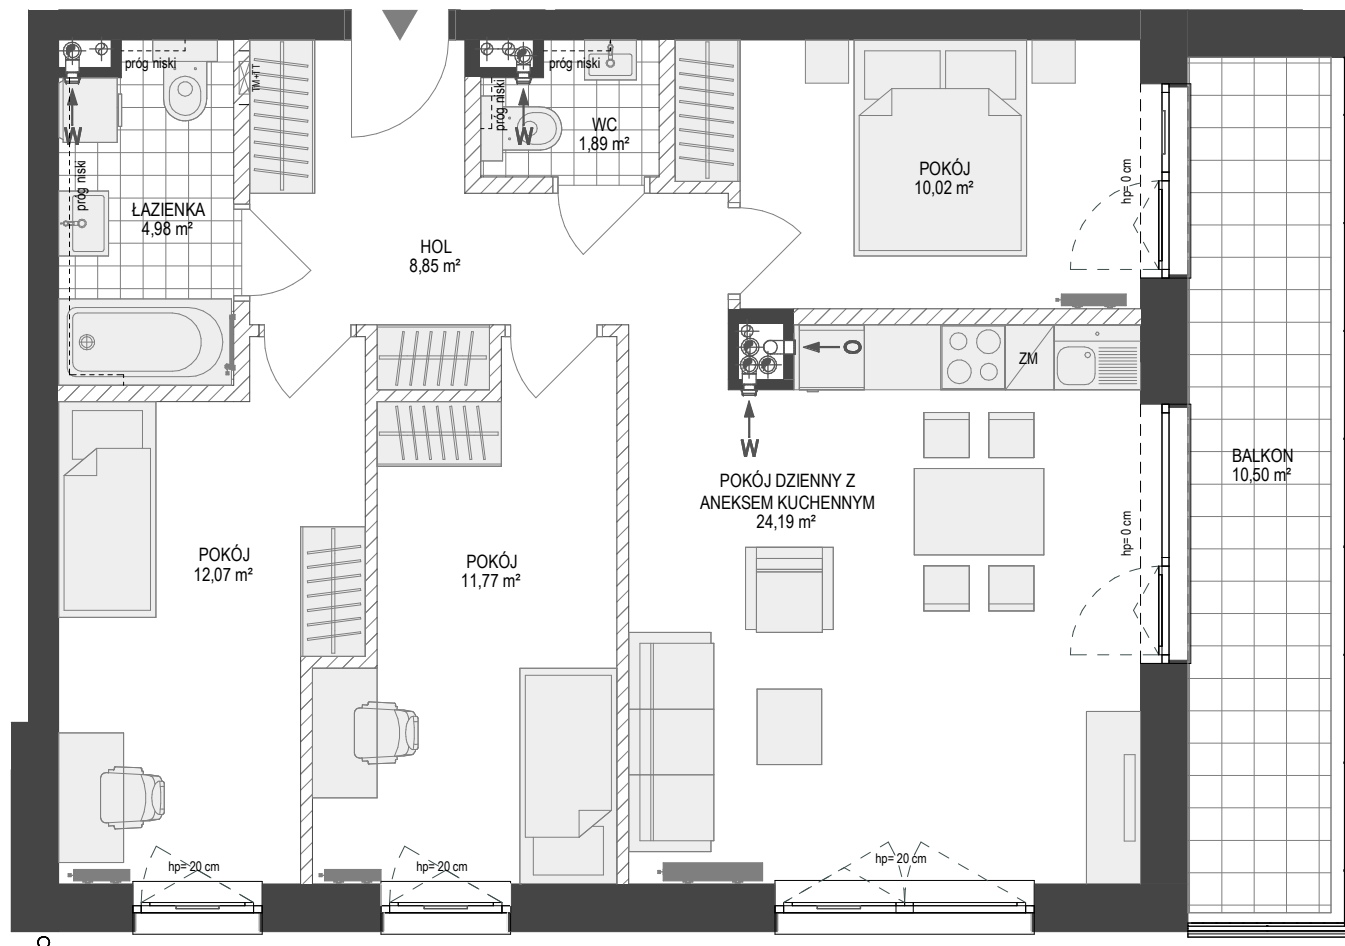 próg niski
TM+TT
próg niski
próg niski
W
W
WC
1,89 m²
POKÓJ
10,02 m²
hp= 0 cm
próg niski
ŁAZIENKA
4,98 m²
HOL
8,85 m²
O
ZM
W
POKÓJ DZIENNY Z
ANEKSEM KUCHENNYM
24,19 m²
BALKON
10,50 m²
hp= 0 cm
POKÓJ
12,07 m²
POKÓJ
11,77 m²
hp= 20 cm
hp= 20 cm
hp= 20 cm